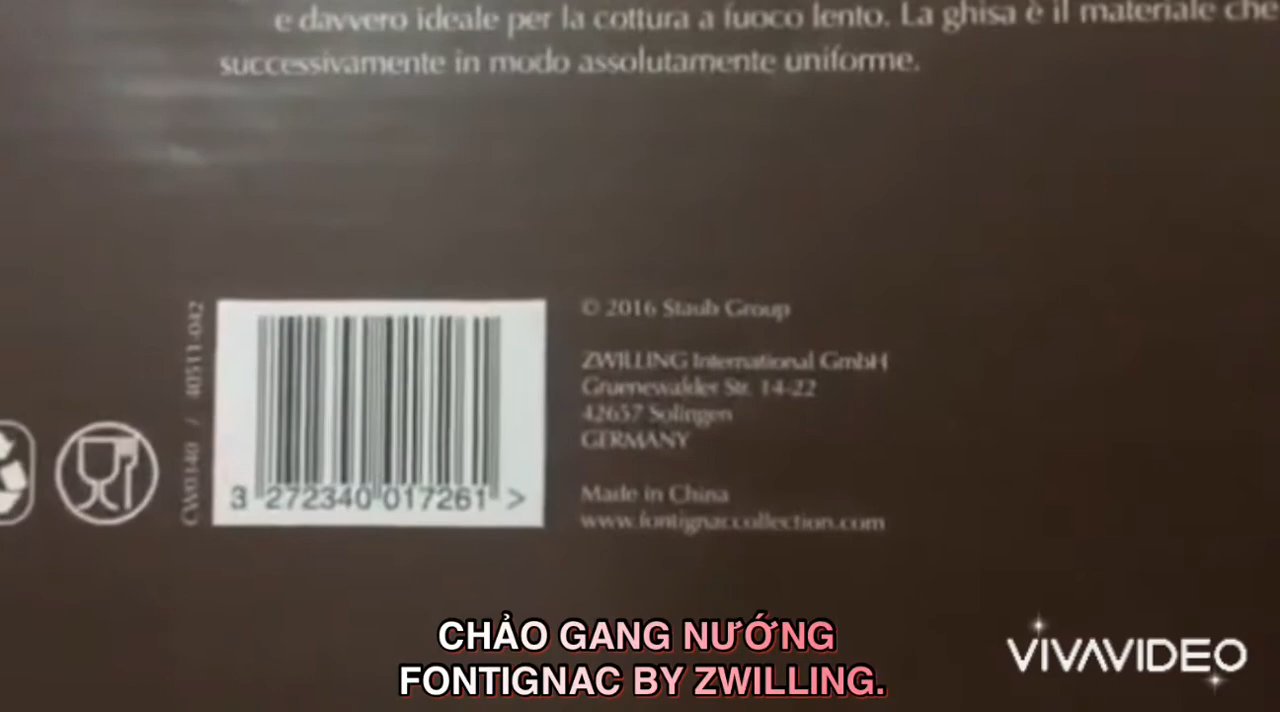 e davvero ideale per la cottura a fuoco lento. La ghisa è il materiale che
successivamente in modo assolutamente uniforme.
CW0340 / 40511-042
3 272340 017261 >
© 2016 Staub Group
ZWILLING International GmbH
Gruenewalder Str. 14-22
42657 Solingen
GERMANY
Made in China
www.fontignaccollection.com
CHẢO GANG NƯỚNG
FONTIGNAC BY ZWILLING.
VIVAVIDEO